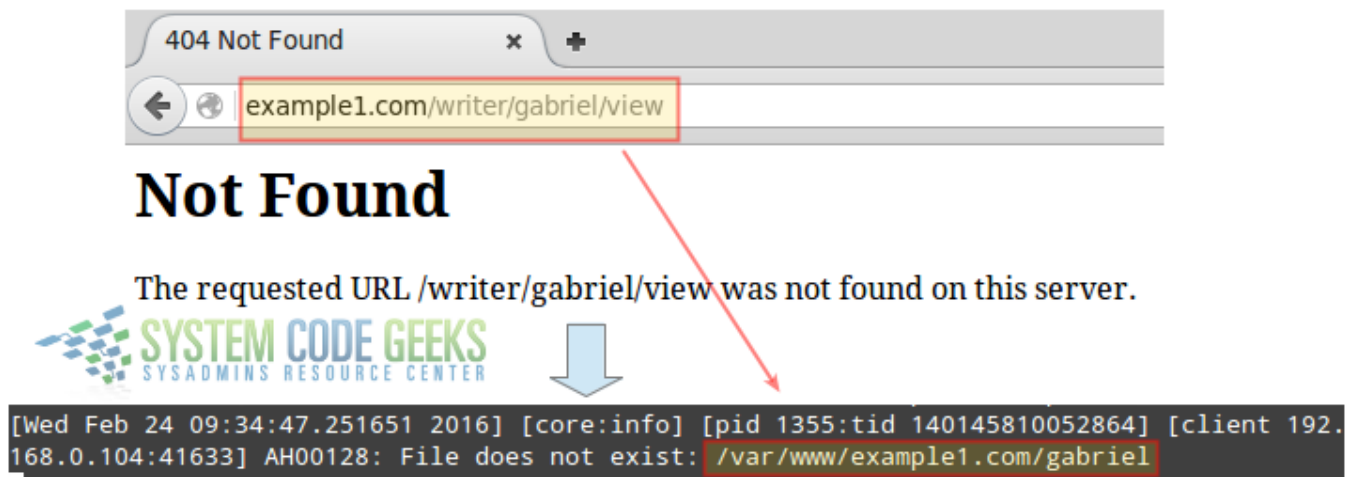 404 Not Found
example1.com/writer/gabriel/view
Not Found
The requested URL /writer/gabriel/view was not found on this server.
SYSTEM CODE GEEKS
SYSADMINS RESOURCE CENTER
[Wed Feb 24 09:34:47.251651 2016] [core:info] [pid 1355:tid 140145810052864] [client 192.
168.0.104:41633] AH00128: File does not exist: /var/www/example1.com/gabriel